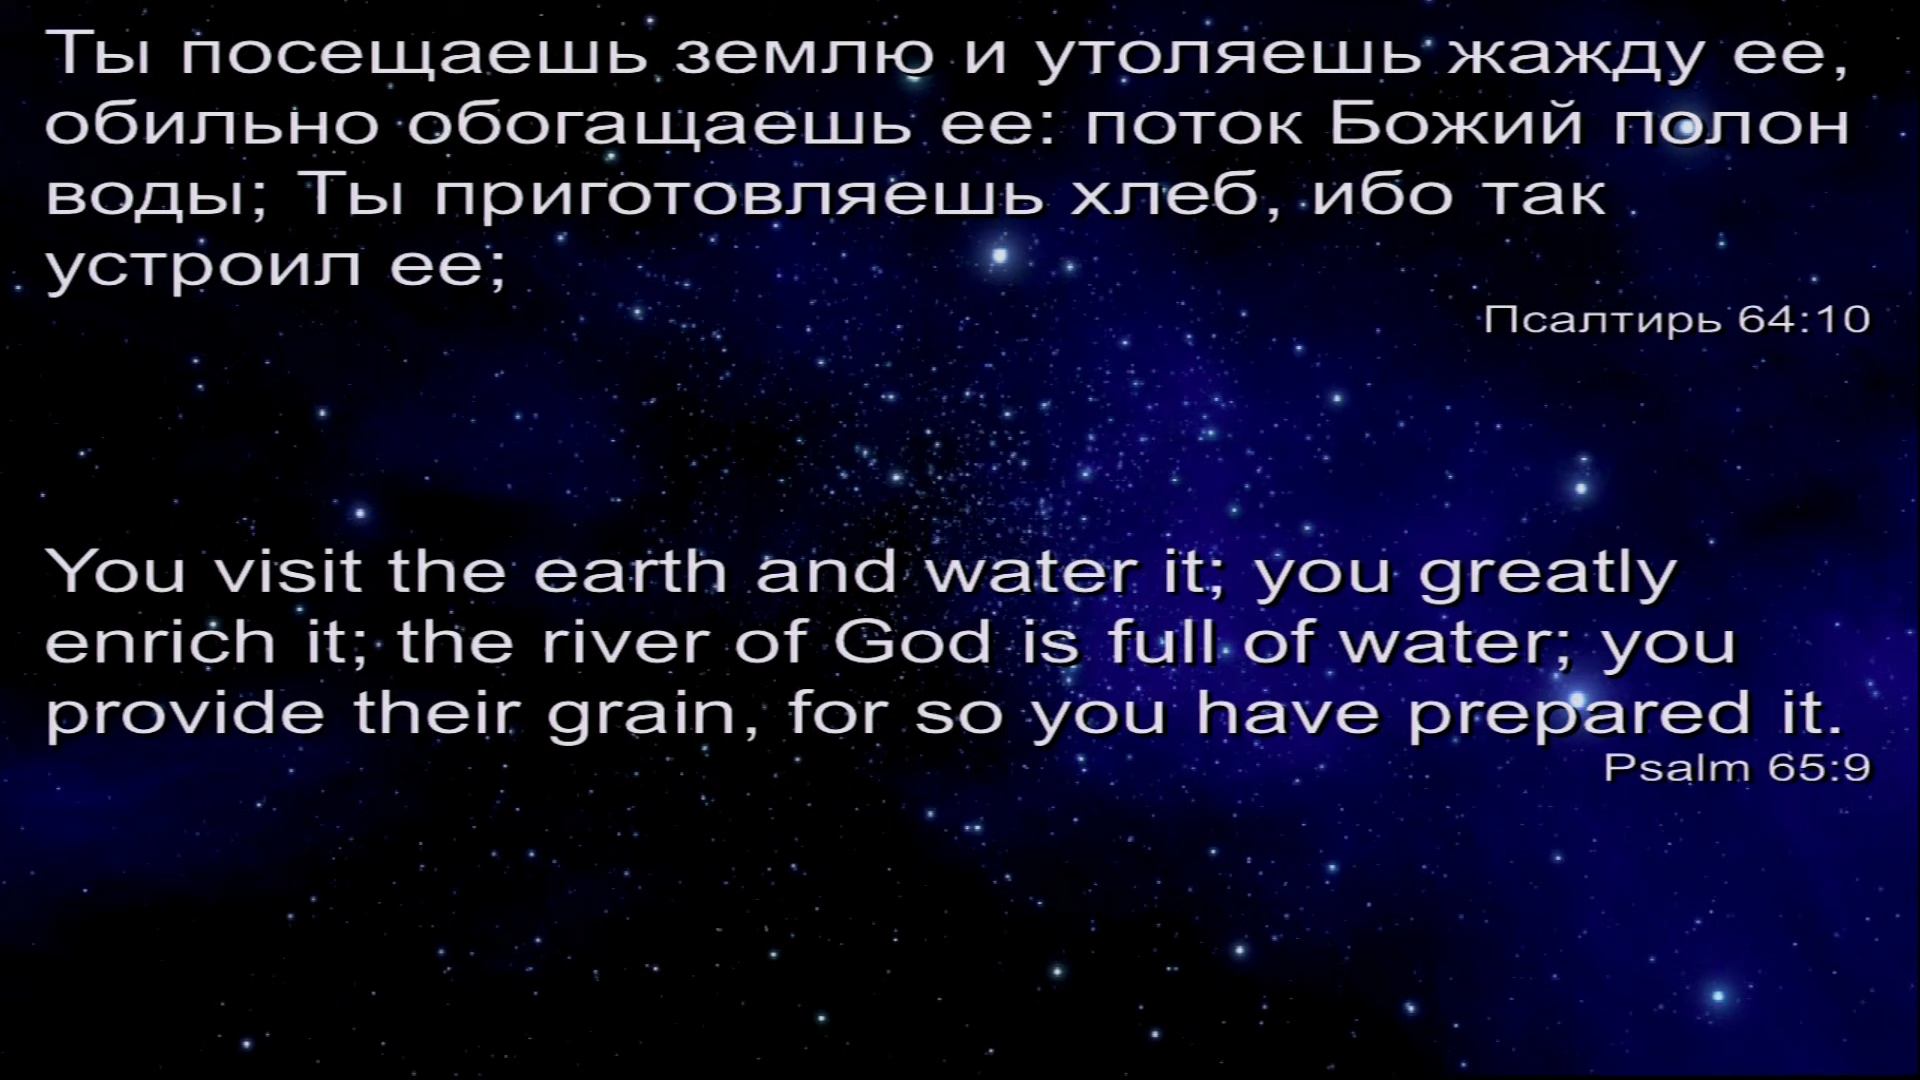 Ты посещаешь землю и утоляешь жажду ее,
обильно обогащаешь ее: поток Божий полон
воды; Ты приготовляешь хлеб, ибо так
устроил ее;
Псалтирь 64:10
You visit the earth and water it; you greatly
enrich it; the river of God is full of water; you
provide their grain, for so you have prepared it.
Psalm 65:9